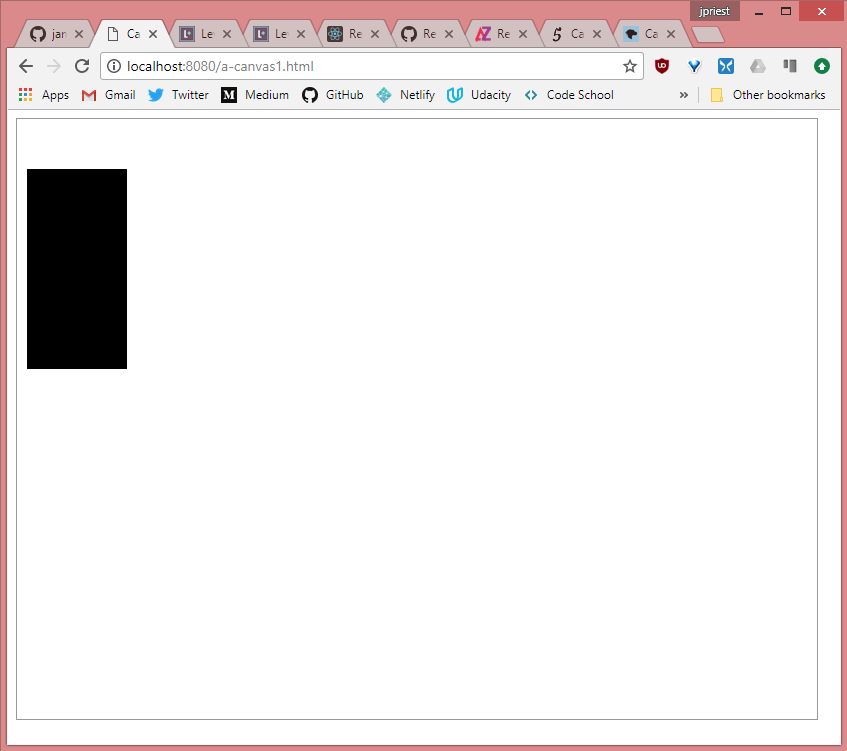 jpriest
jar Ca Le Le Re Re Re Ca Ca
localhost:8080/a-canvas1.html
Apps Gmail Twitter M Medium GitHub Netlify Udacity Code School » Other bookmarks